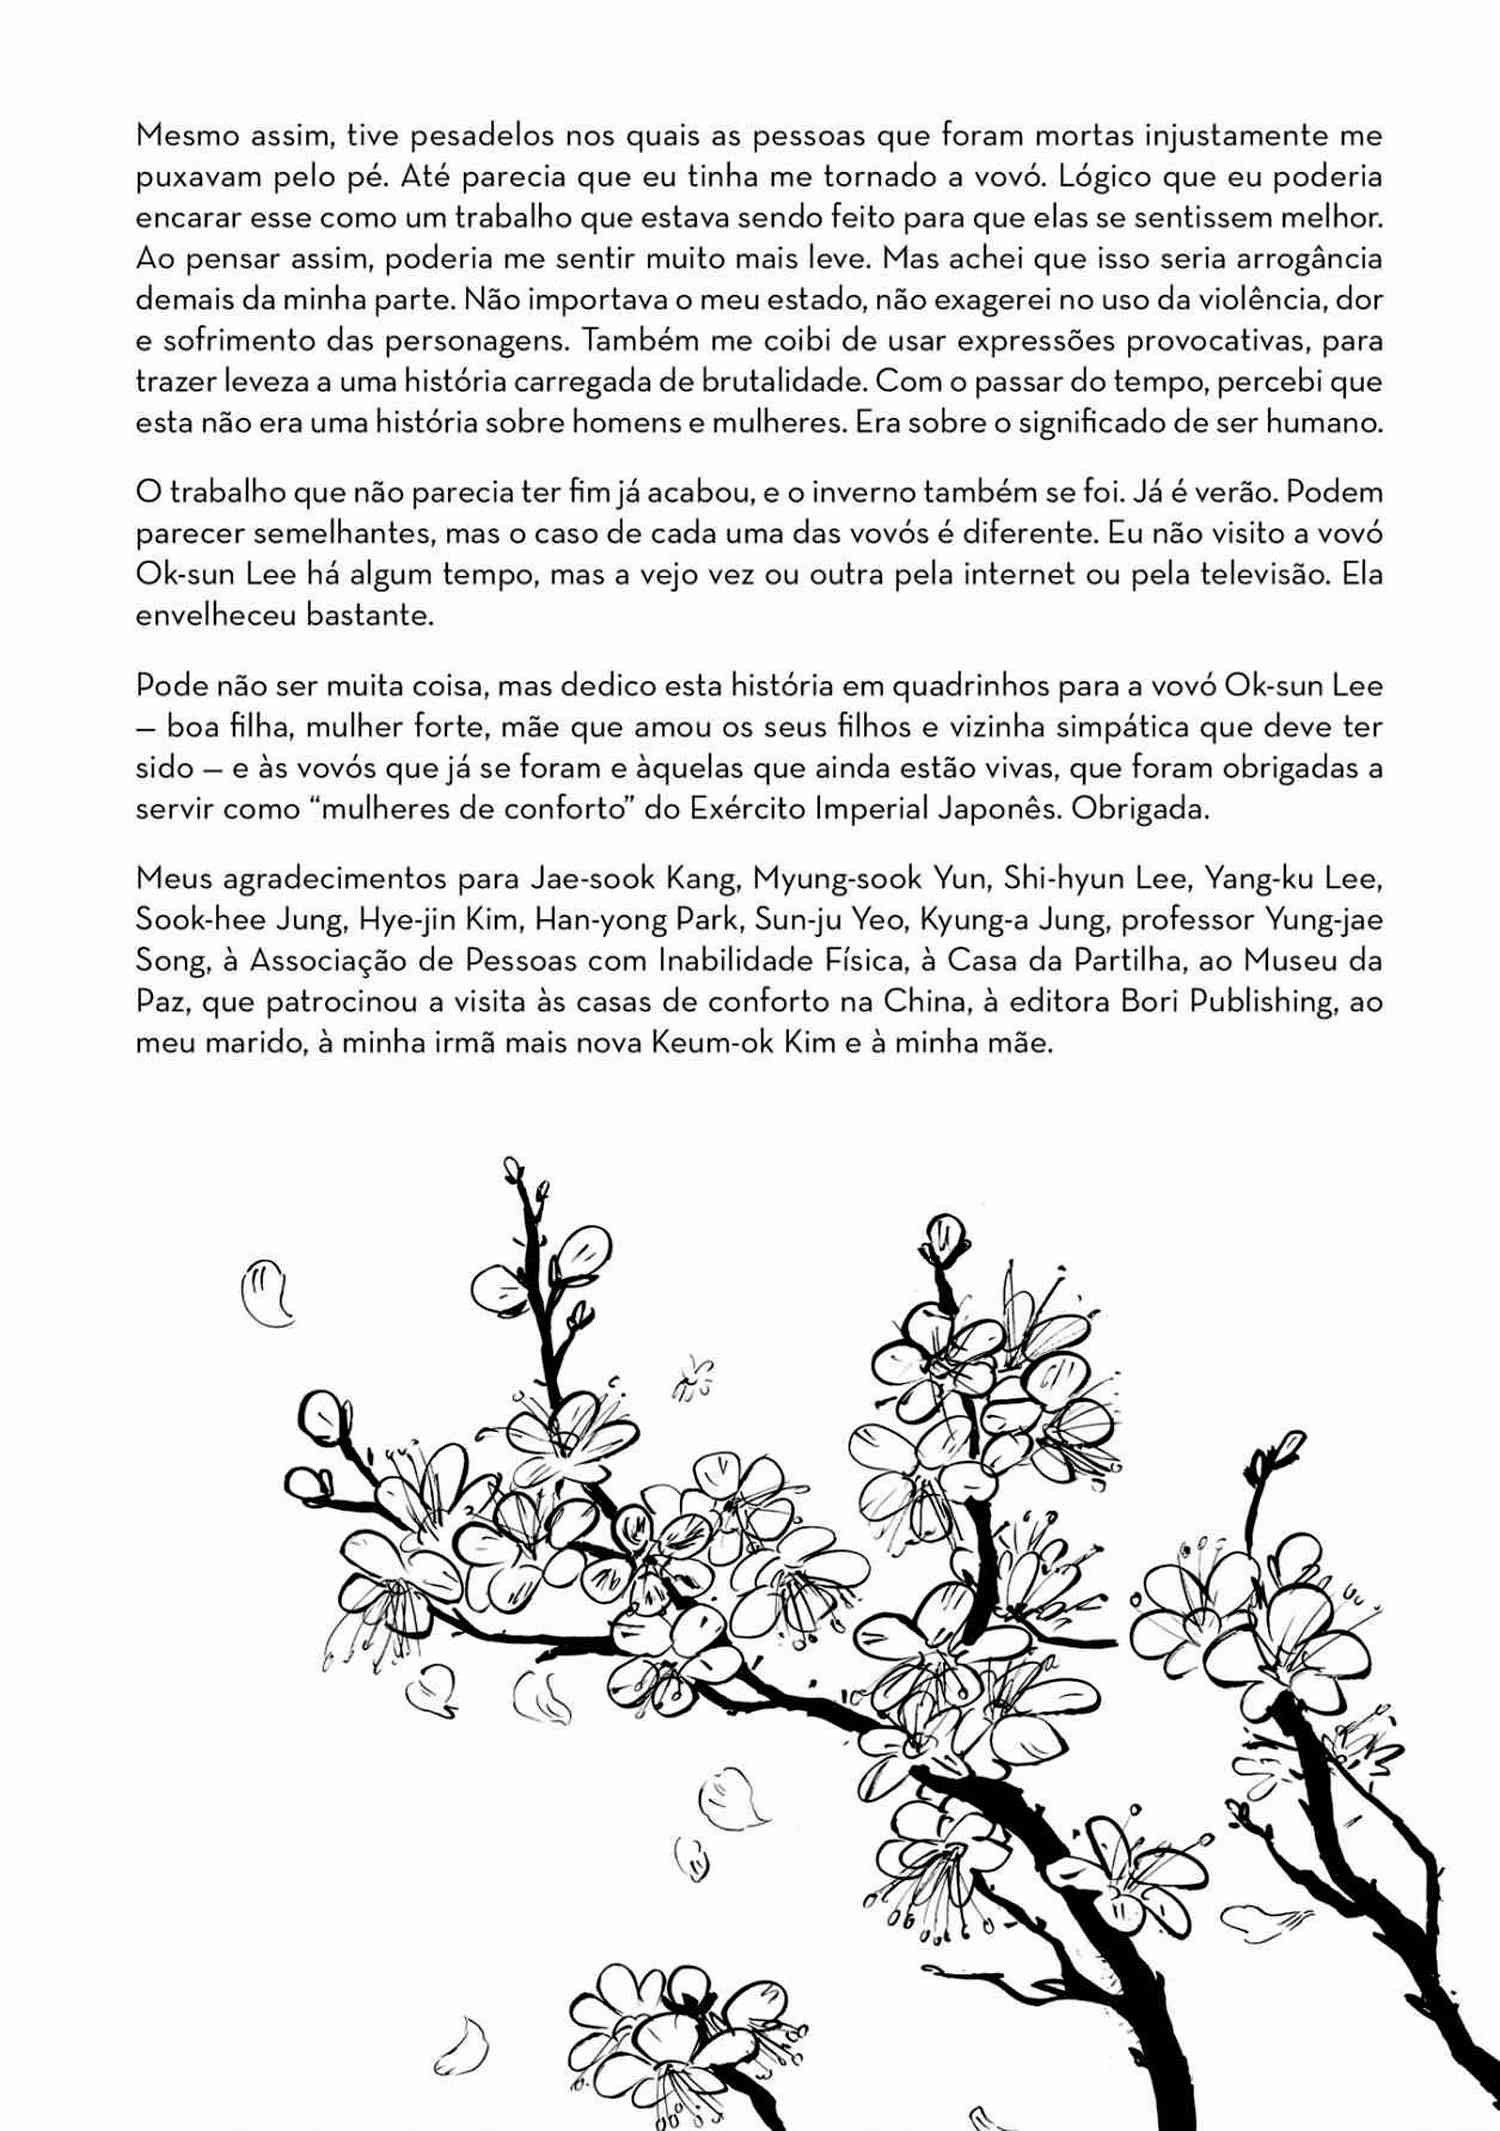 Mesmo assim, tive pesadelos nos quais as pessoas que foram mortas injustamente me
puxavam pelo pé. Até parecia que eu tinha me tornado a vovó. Lógico que eu poderia
encarar esse como um trabalho que estava sendo feito para que elas se sentissem melhor.
Ao pensar assim, poderia me sentir muito mais leve. Mas achei que isso seria arrogância
demais da minha parte. Não importava o meu estado, não exagerei no uso da violência, dor
e sofrimento das personagens. Também me coibi de usar expressões provocativas, para
trazer leveza a uma história carregada de brutalidade. Com o passar do tempo, percebi que
esta não era uma história sobre homens e mulheres. Era sobre o significado de ser humano.
O trabalho que não parecia ter fim já acabou, e o inverno também se foi. Já é verão. Podem
parecer semelhantes, mas o caso de cada uma das vovós é diferente. Eu não visito a vovó
Ok-sun Lee há algum tempo, mas a vejo vez ou outra pela internet ou pela televisão. Ela
envelheceu bastante.
Pode não ser muita coisa, mas dedico esta história em quadrinhos para a vovó Ok-sun Lee
– boa filha, mulher forte, mãe que amou os seus filhos e vizinha simpática que deve ter
sido – e às vovós que já se foram e àquelas que ainda estão vivas, que foram obrigadas a
servir como “mulheres de conforto” do Exército Imperial Japonês. Obrigada.
Meus agradecimentos para Jae-sook Kang, Myung-sook Yun, Shi-hyun Lee, Yang-ku Lee,
Sook-hee Jung, Hye-jin Kim, Han-yong Park, Sun-ju Yeo, Kyung-a Jung, professor Yung-jae
Song, à Associação de Pessoas com Inabilidade Física, à Casa da Partilha, ao Museu da
Paz, que patrocinou a visita às casas de conforto na China, à editora Bori Publishing, ao
meu marido, à minha irmã mais nova Keum-ok Kim e à minha mãe.